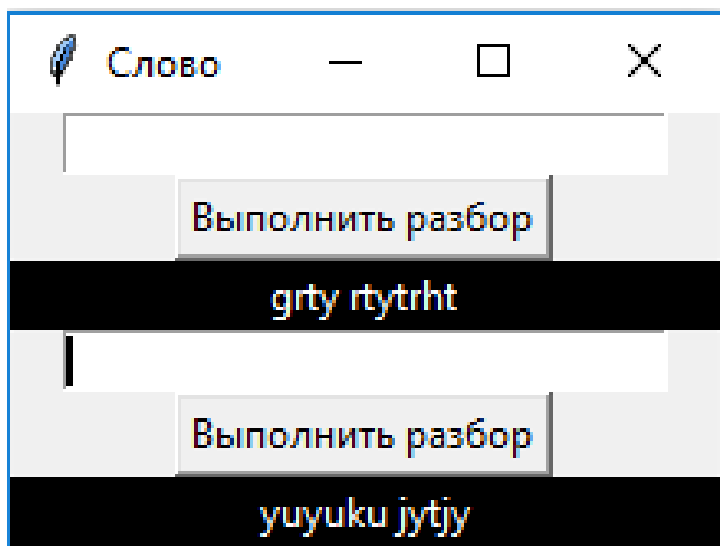 Слово
Выполнить разбор
grty rtytrht
Выполнить разбор
yuyuku jytjy